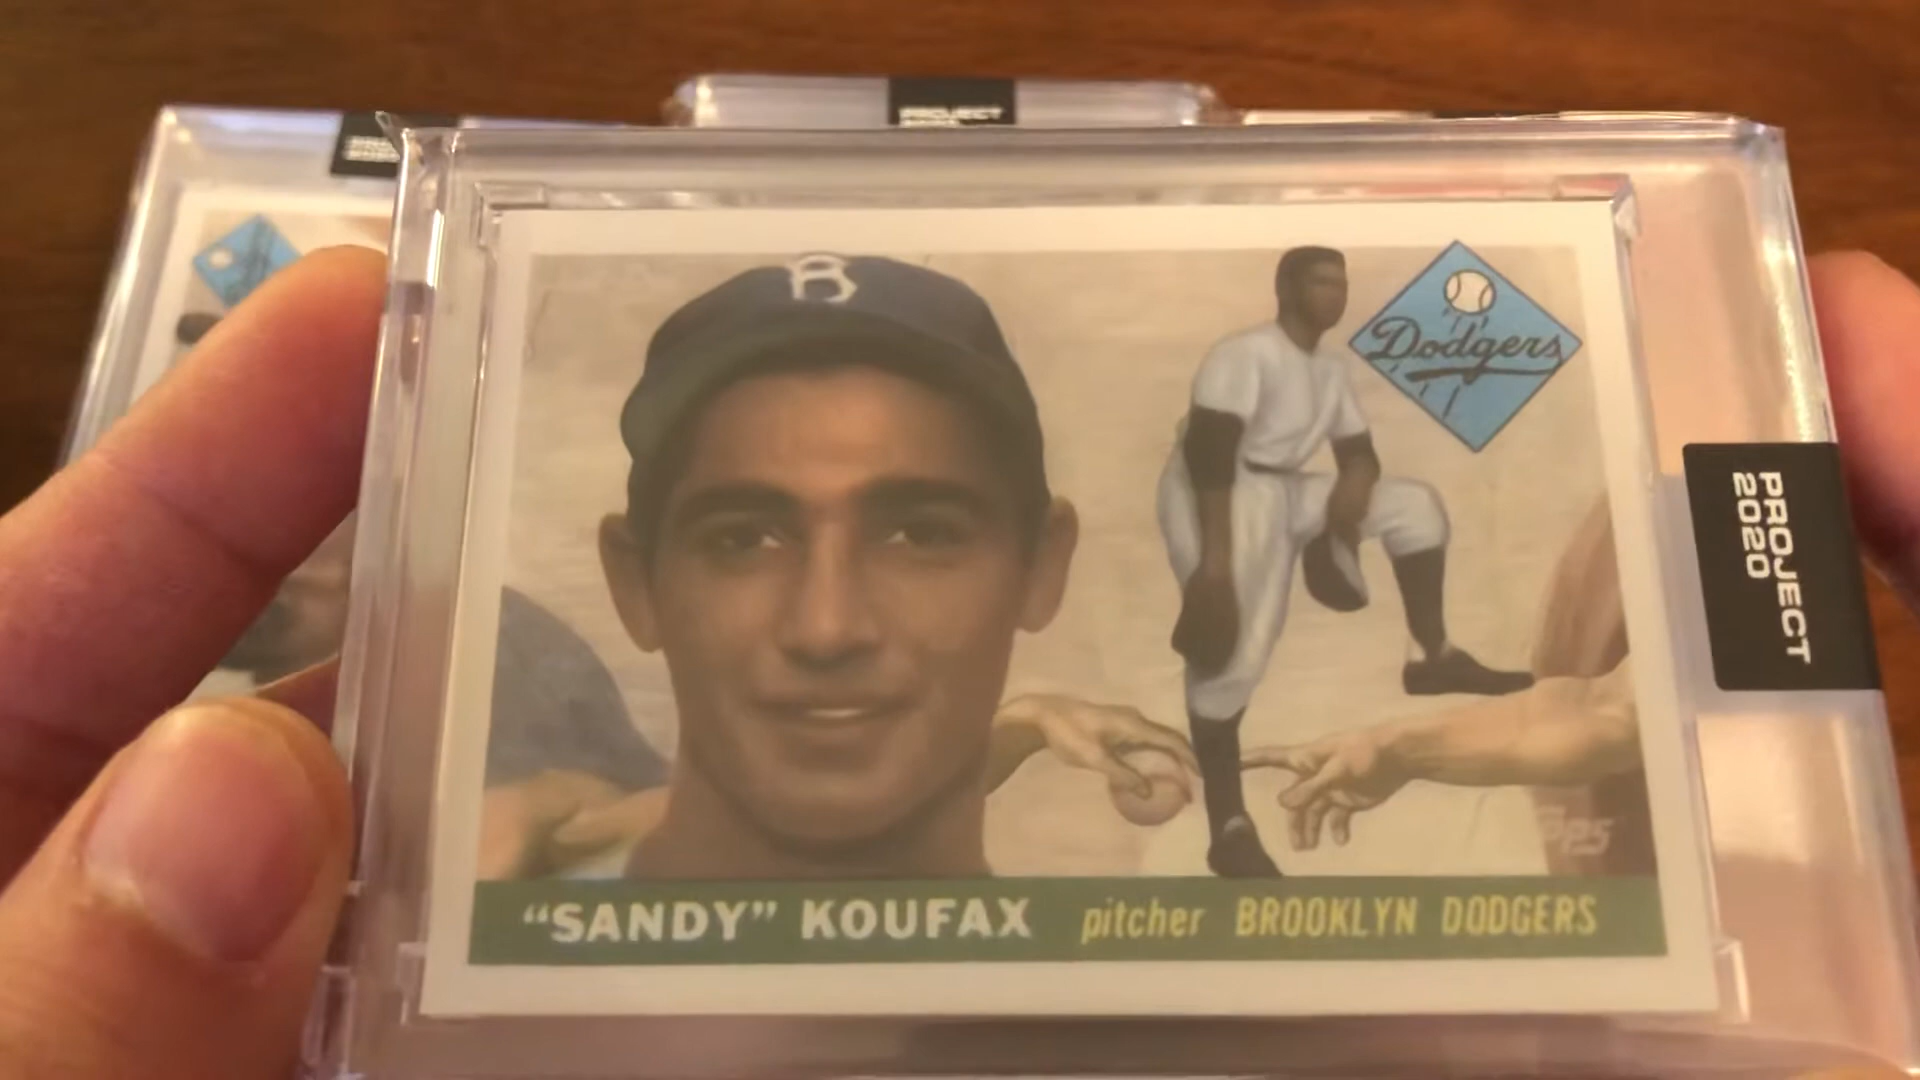 PROJECT
B
Dodgers
PROJECT
2020
"SANDY" KOUFAX pitcher BROOKLYN DODGERS